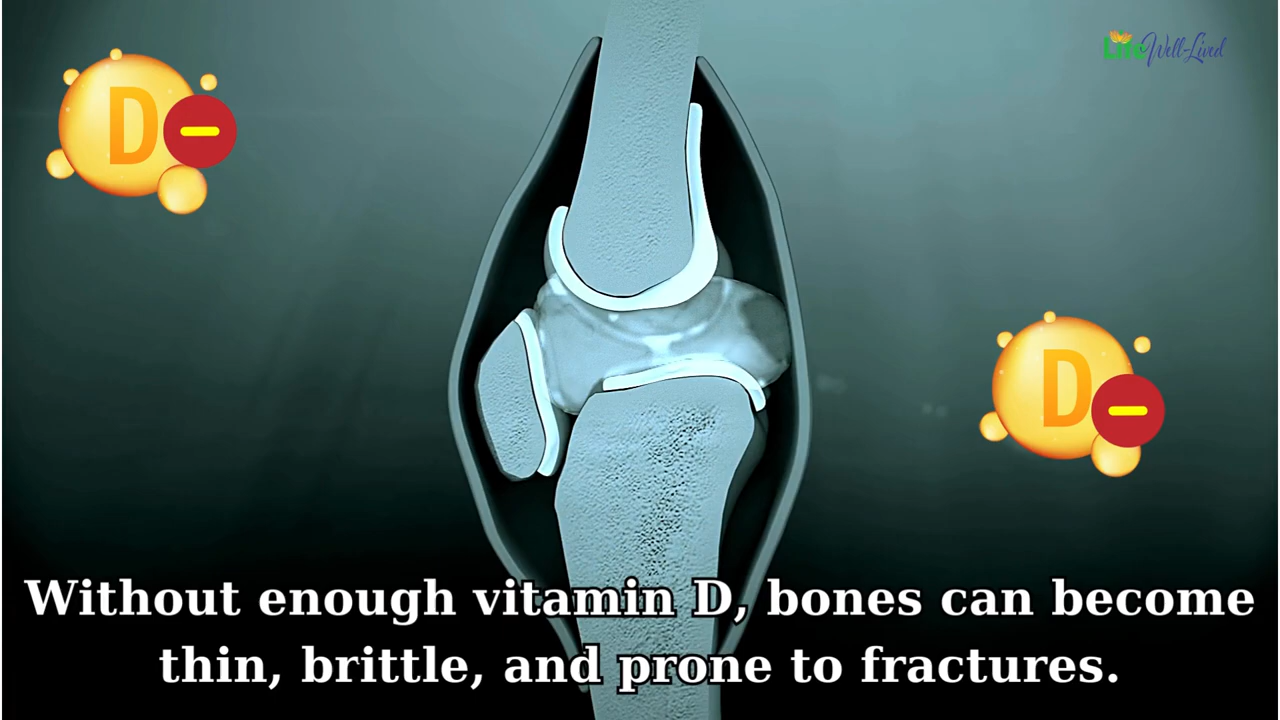 Life Well-Lived
D
D
Without enough vitamin D, bones can become
thin, brittle, and prone to fractures.